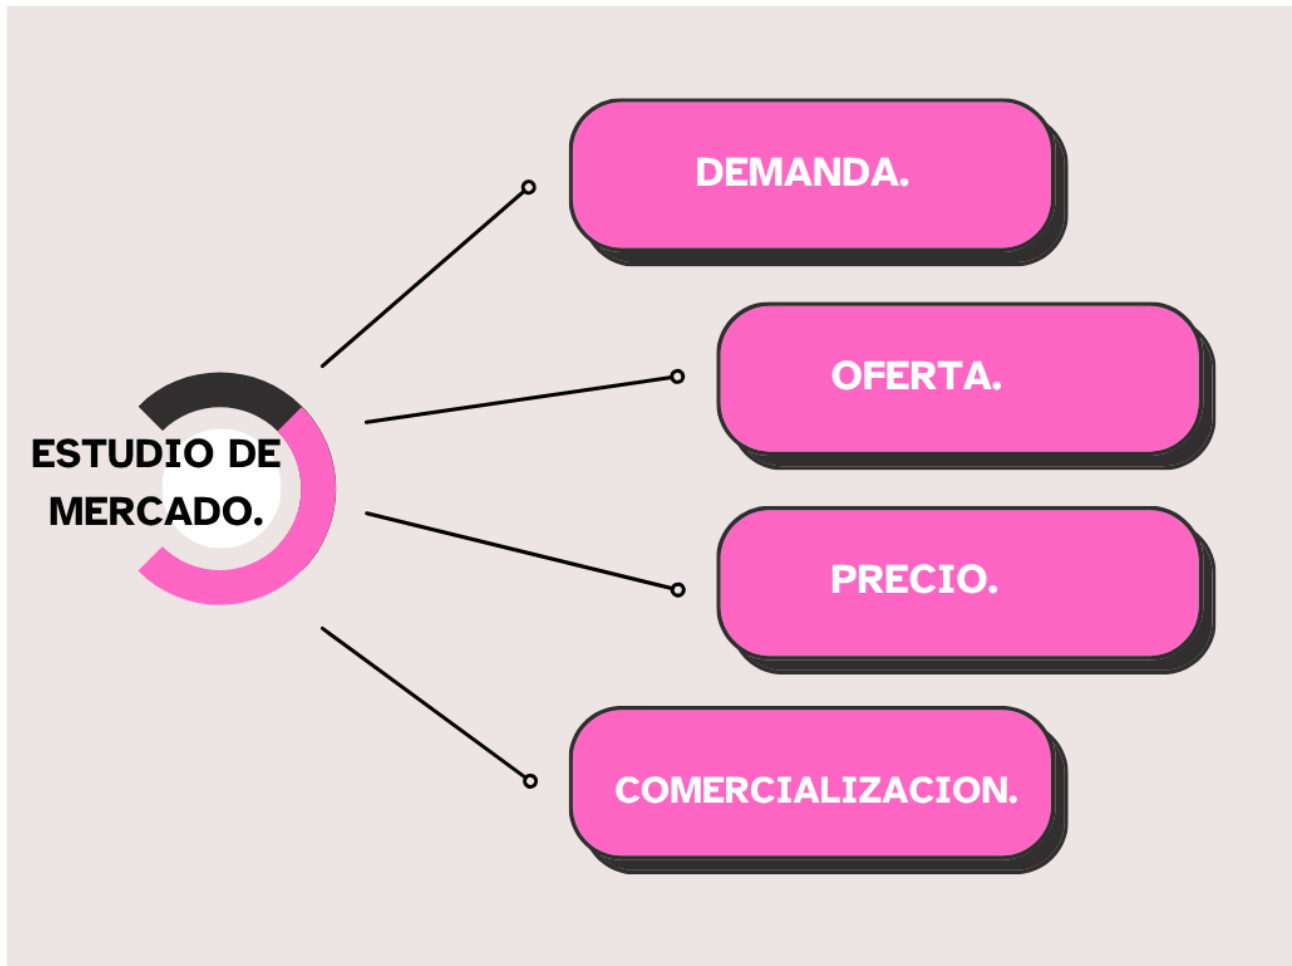 ESTUDIO DE
MERCADO.
DEMANDA.
OFERTA.
PRECIO.
COMERCIALIZACION.